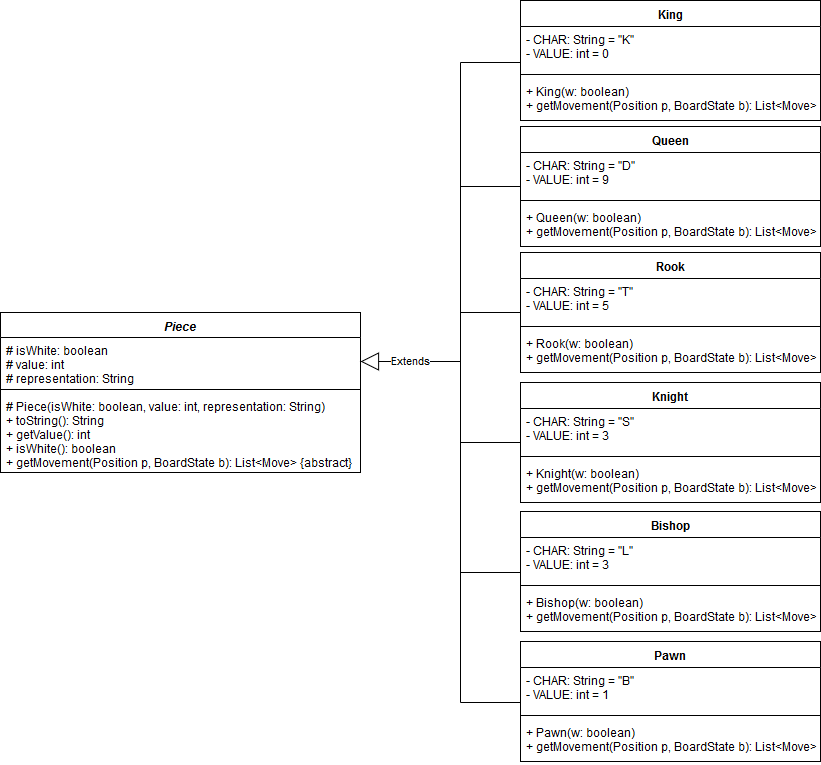 Piece
# isWhite: boolean
# value: int
# representation: String
# Piece(isWhite: boolean, value: int, representation: String)
+ toString(): String
+ getValue(): int
+ isWhite(): boolean
+ getMovement(Position p, BoardState b): List<Move> {abstract}
Extends
King
- CHAR: String = "K"
- VALUE: int = 0
+ King(w: boolean)
+ getMovement(Position p, BoardState b): List<Move>
Queen
- CHAR: String = "D"
- VALUE: int = 9
+ Queen(w: boolean)
+ getMovement(Position p, BoardState b): List<Move>
Rook
- CHAR: String = "T"
- VALUE: int = 5
+ Rook(w: boolean)
+ getMovement(Position p, BoardState b): List<Move>
Knight
- CHAR: String = "S"
- VALUE: int = 3
+ Knight(w: boolean)
+ getMovement(Position p, BoardState b): List<Move>
Bishop
- CHAR: String = "L"
- VALUE: int = 3
+ Bishop(w: boolean)
+ getMovement(Position p, BoardState b): List<Move>
Pawn
- CHAR: String = "B"
- VALUE: int = 1
+ Pawn(w: boolean)
+ getMovement(Position p, BoardState b): List<Move>